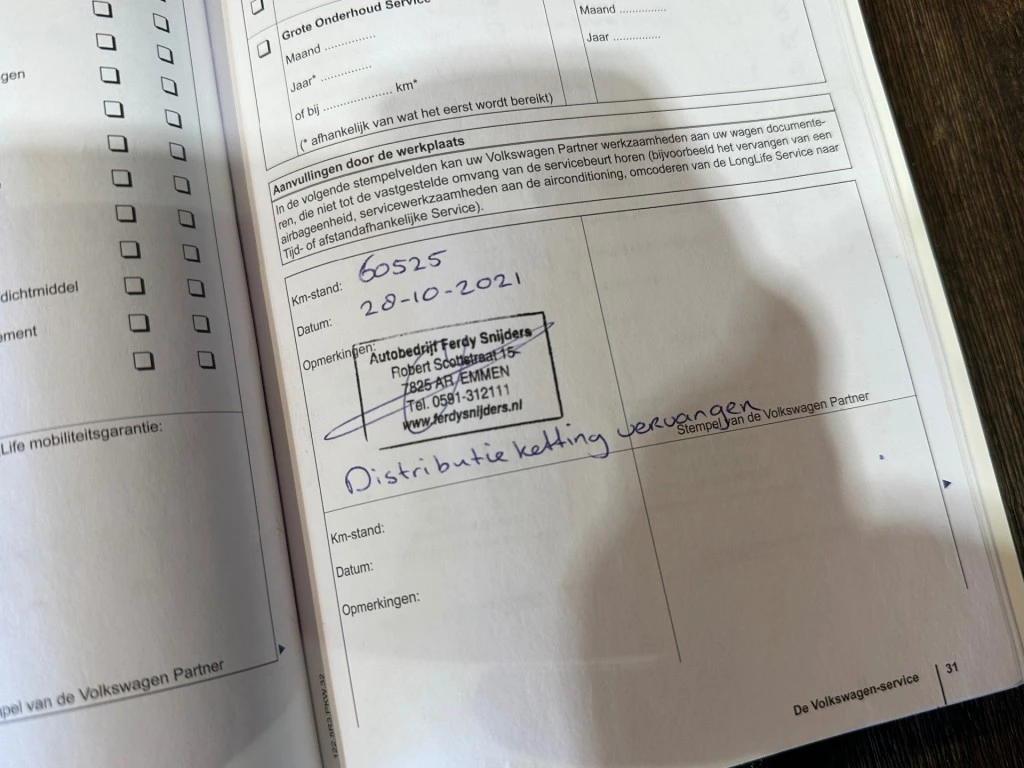 gen
dichtmiddel
ement
Life mobiliteitsgarantie:
pel van de Volkswagen Partner
Grote Onderhoud Service
Maand ..............
Jaar* ..............
of bij ................... km*
(* afhankelijk van wat het eerst wordt bereikt)
Maand .............
Jaar .............
Aanvullingen door de werkplaats
In de volgende stempelvelden kan uw Volkswagen Partner werkzaamheden aan uw wagen documente-
ren, die niet tot de vastgestelde omvang van de servicebeurt horen (bijvoorbeeld het vervangen van een
airbageenheid, servicewerkzaamheden aan de airconditioning, omcoderen van de LongLife Service naar
Tijd- of afstandafhankelijke Service).
Km-stand: 60525
Datum: 28-10-2021
Opmerkingen:
Autobedrijf Ferdy Snijders
Robert Scottstraat 15
7825 AR EMMEN
Tel. 0591-312111
www.ferdysnijders.nl
Distributie ketting vervangen
Stempel van de Volkswagen Partner
Km-stand:
Datum:
Opmerkingen:
De Volkswagen-service
31